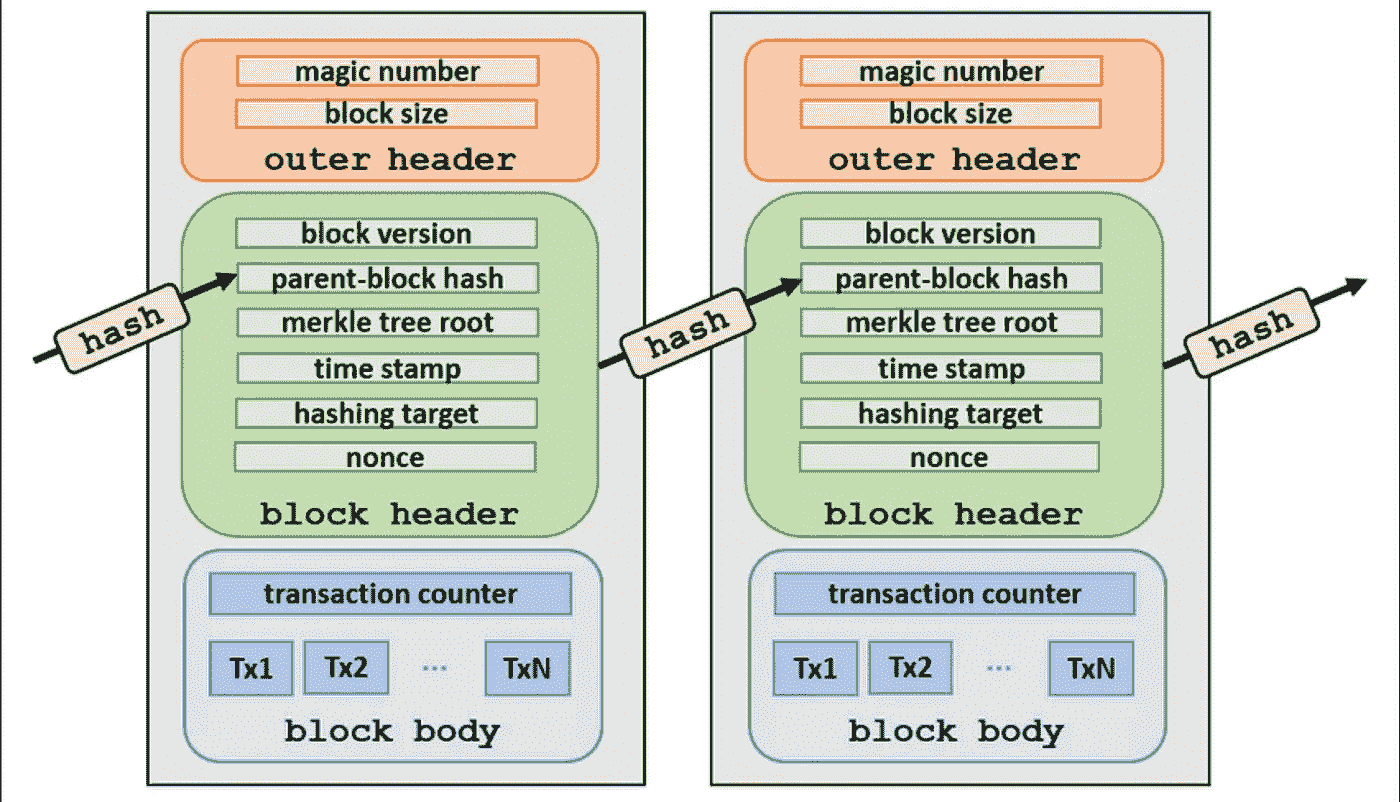 magic number
block size
outer header
block version
parent-block hash
merkle tree root
time stamp
hashing target
nonce
block header
transaction counter
Tx1 Tx2 ... TxN
block body
hash
magic number
block size
outer header
block version
parent-block hash
merkle tree root
time stamp
hashing target
nonce
block header
transaction counter
Tx1 Tx2 ... TxN
block body
hash
hash